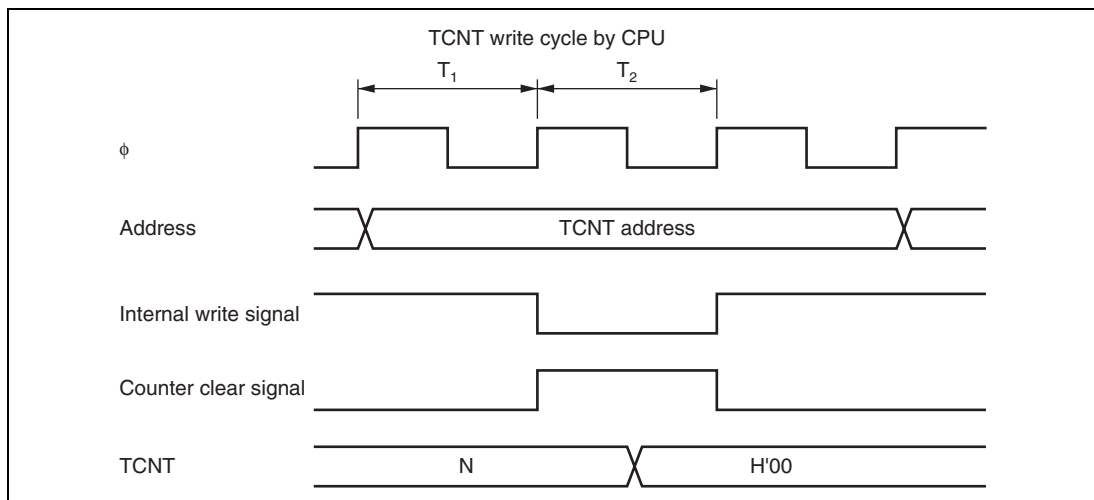 TCNT write cycle by CPU
T1 T2
ϕ
Address TCNT address
Internal write signal
Counter clear signal
TCNT N H'00